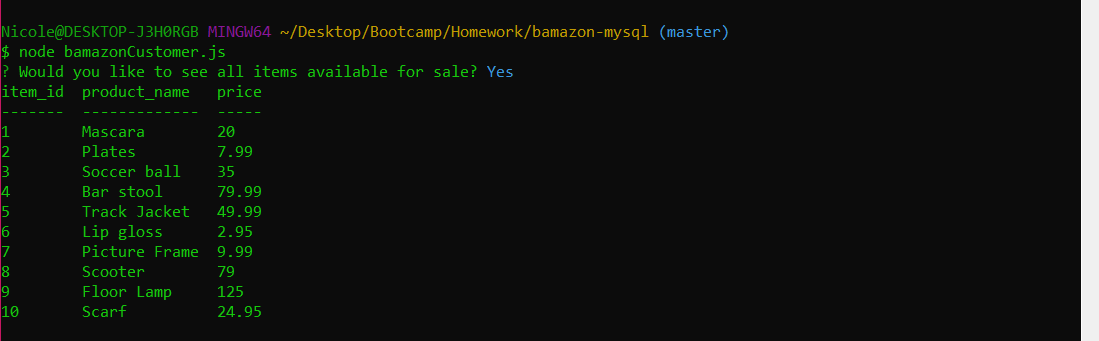 Nicole@DESKTOP-J3H0RGB MINGW64 ~/Desktop/Bootcamp/Homework/bamazon-mysql (master)
$ node bamazonCustomer.js
? Would you like to see all items available for sale? Yes
item_id  product_name   price
-------  -------------  -----
1        Mascara        20
2        Plates         7.99
3        Soccer ball    35
4        Bar stool      79.99
5        Track Jacket   49.99
6        Lip gloss      2.95
7        Picture Frame  9.99
8        Scooter        79
9        Floor Lamp     125
10       Scarf          24.95